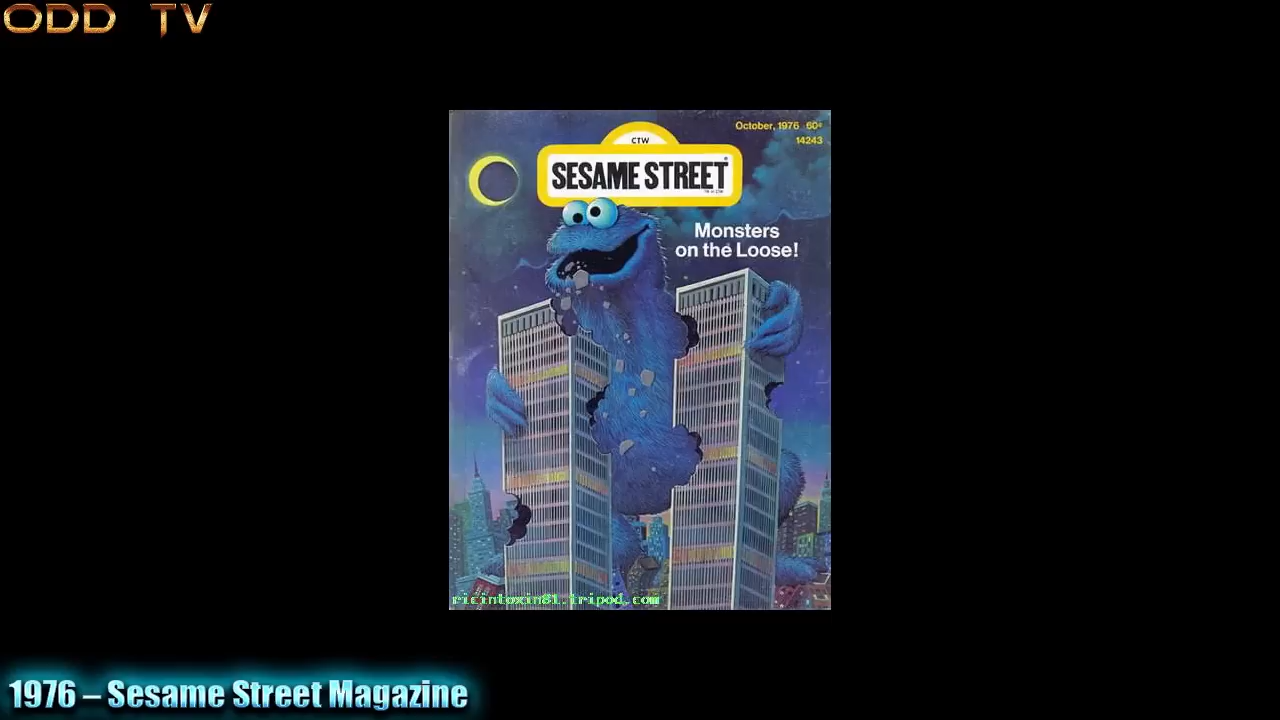 ODD TV
October, 1976 60¢
14243
CTW
SESAME STREET
Monsters
on the Loose!
ricintoxin81.tripod.com
1976 – Sesame Street Magazine